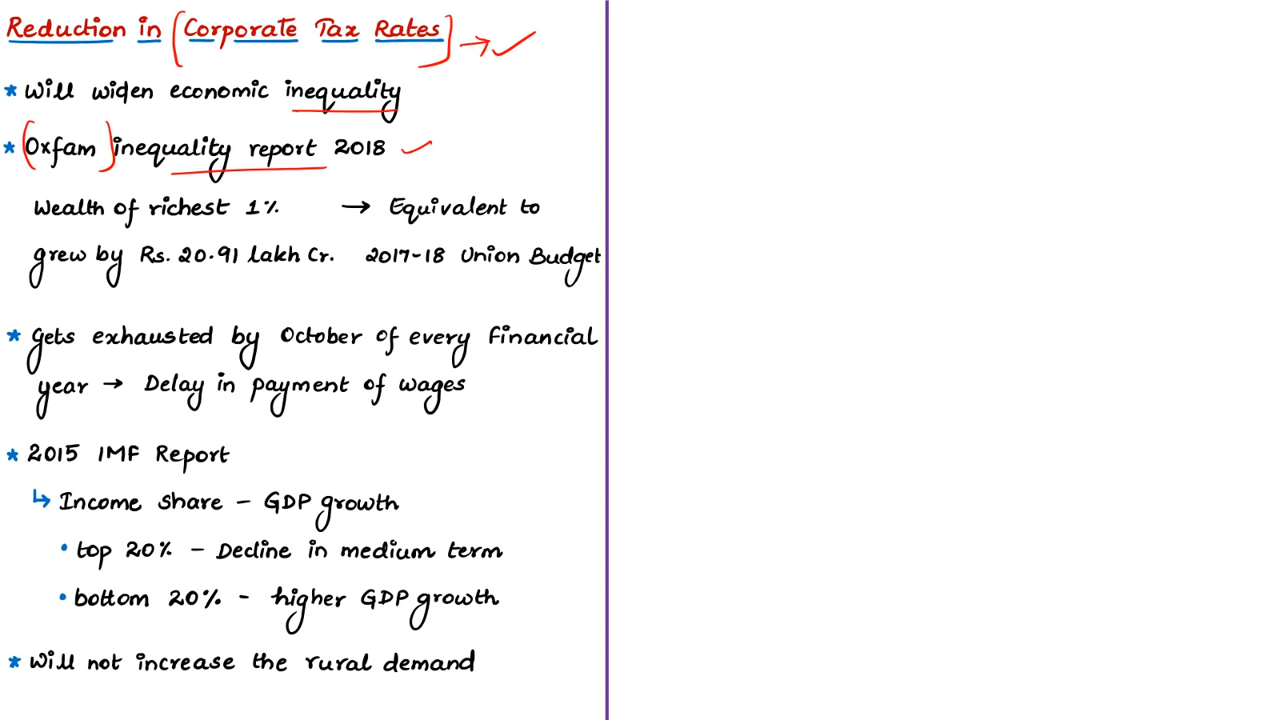 Reduction in (Corporate Tax Rates) → ✓
* Will widen economic inequality
* (Oxfam) inequality report 2018 ✓
Wealth of richest 1% → Equivalent to
grew by Rs. 20.91 lakh Cr. 2017-18 Union Budget
* Gets exhausted by October of every financial
year → Delay in payment of wages
* 2015 IMF Report
↳ Income share - GDP growth
• top 20% - Decline in medium term
• bottom 20% - higher GDP growth
* Will not increase the rural demand